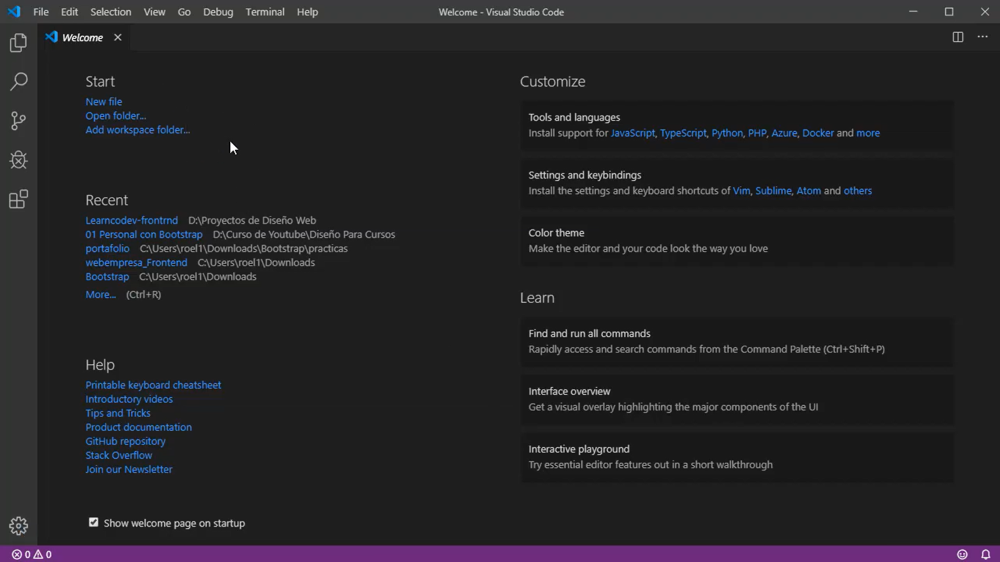 File Edit Selection View Go Debug Terminal Help Welcome - Visual Studio Code
Welcome
Start
New file
Open folder...
Add workspace folder...
Recent
Learncodev-frontrnd D:\Proyectos de Diseño Web
01 Personal con Bootstrap D:\Curso de Youtube\Diseño Para Cursos
portafolio C:\Users\roel1\Downloads\Bootstrap\practicas
webempresa_Frontend C:\Users\roel1\Downloads
Bootstrap C:\Users\roel1\Downloads
More... (Ctrl+R)
Help
Printable keyboard cheatsheet
Introductory videos
Tips and Tricks
Product documentation
GitHub repository
Stack Overflow
Join our Newsletter
Show welcome page on startup
Customize
Tools and languages
Install support for JavaScript, TypeScript, Python, PHP, Azure, Docker and more
Settings and keybindings
Install the settings and keyboard shortcuts of Vim, Sublime, Atom and others
Color theme
Make the editor and your code look the way you love
Learn
Find and run all commands
Rapidly access and search commands from the Command Palette (Ctrl+Shift+P)
Interface overview
Get a visual overlay highlighting the major components of the UI
Interactive playground
Try essential editor features out in a short walkthrough
0 0